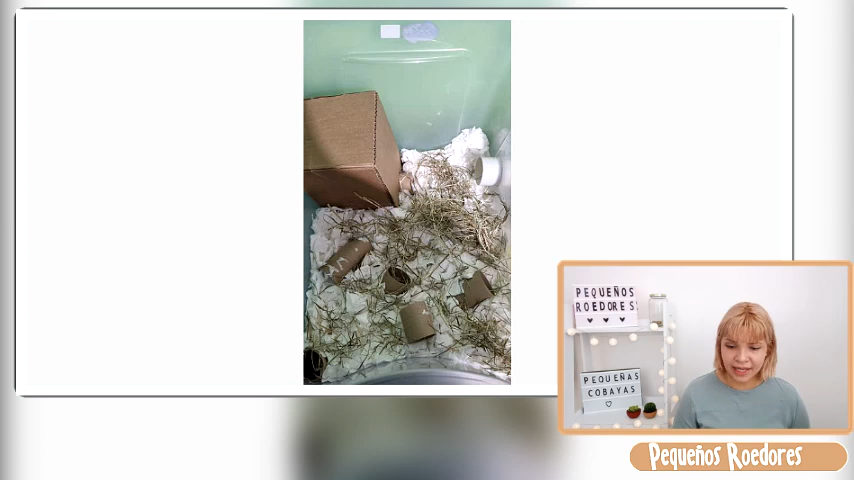 PEQUEÑOS
ROEDORES
PEQUEÑAS
COBAYAS
Pequeños Roedores